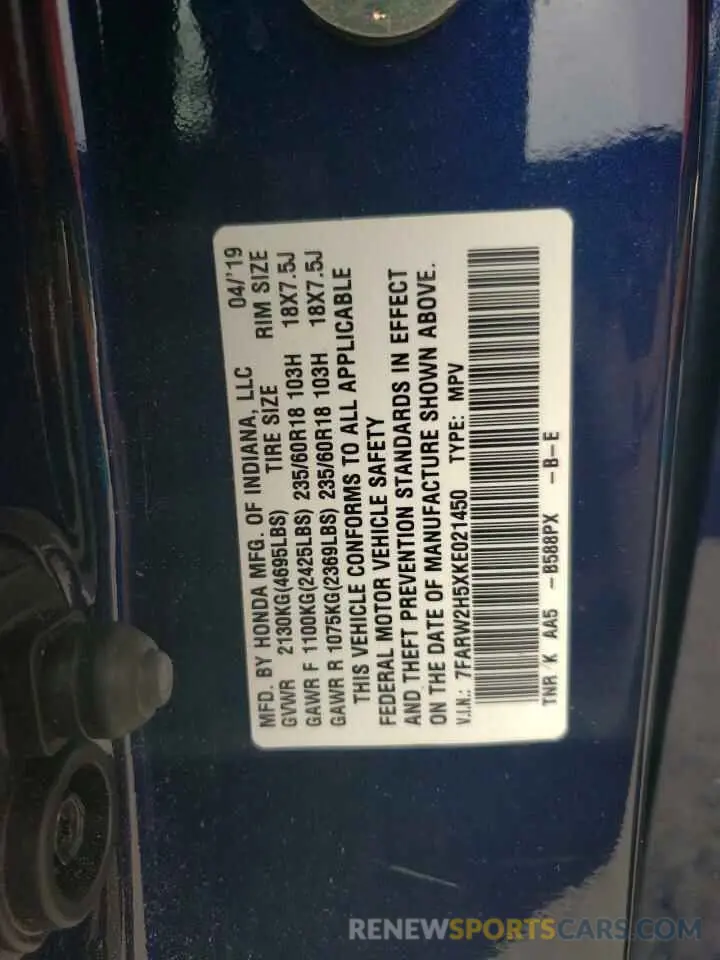 MFD. BY HONDA MFG. OF INDIANA, LLC 04/'19
GVWR 2130KG(4695LBS) TIRE SIZE RIM SIZE
GAWR F 1100KG(2425LBS) 235/60R18 103H 18X7.5J
GAWR R 1075KG(2369LBS) 235/60R18 103H 18X7.5J
THIS VEHICLE CONFORMS TO ALL APPLICABLE
FEDERAL MOTOR VEHICLE SAFETY
AND THEFT PREVENTION STANDARDS IN EFFECT
ON THE DATE OF MANUFACTURE SHOWN ABOVE.
V.I.N.: 7FARW2H5XKE021450 TYPE: MPV
TNR K AA5 -B588PX -B-E
RENEWSPORTSCARS.COM